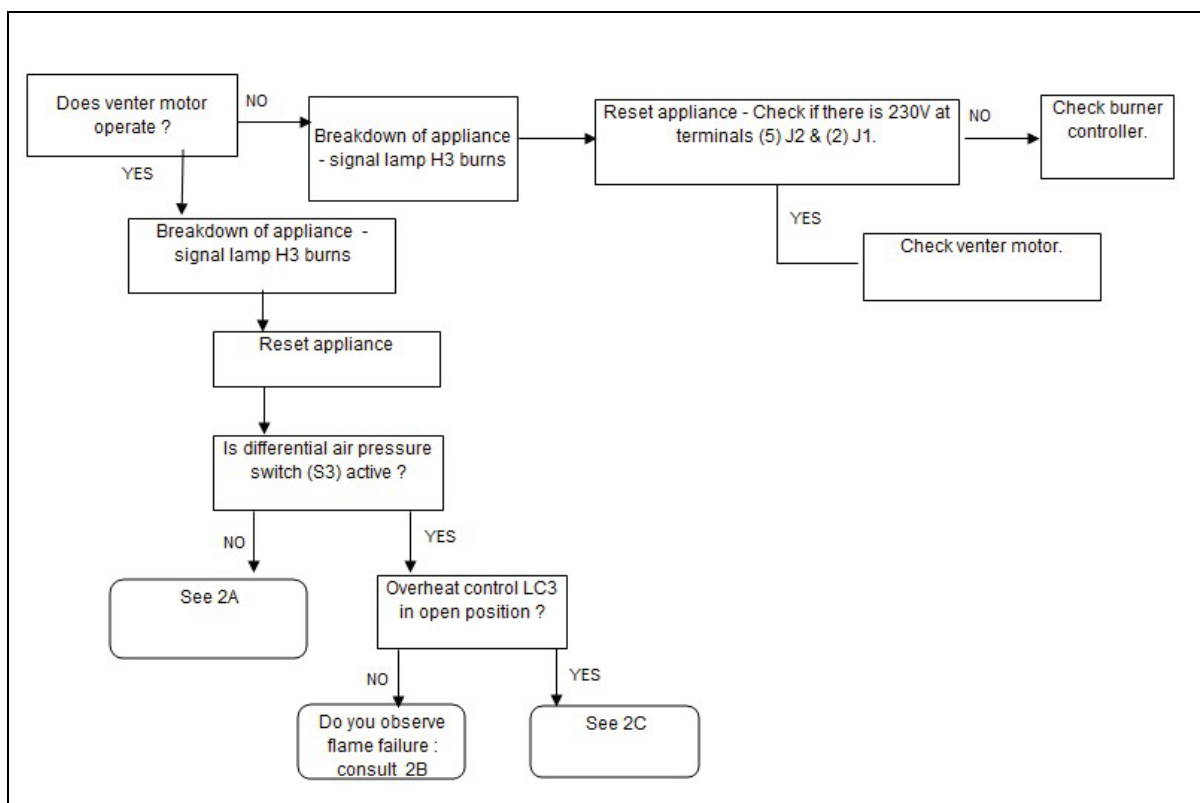 Does venter motor
operate ?
NO
Breakdown of appliance
- signal lamp H3 burns
Reset appliance - Check if there is 230V at
terminals (5) J2 & (2) J1.
NO
Check burner
controller.
YES
Check venter motor.
YES
Breakdown of appliance -
signal lamp H3 burns
Reset appliance
Is differential air pressure
switch (S3) active ?
NO
See 2A
YES
Overheat control LC3
in open position ?
NO
Do you observe
flame failure :
consult 2B
YES
See 2C